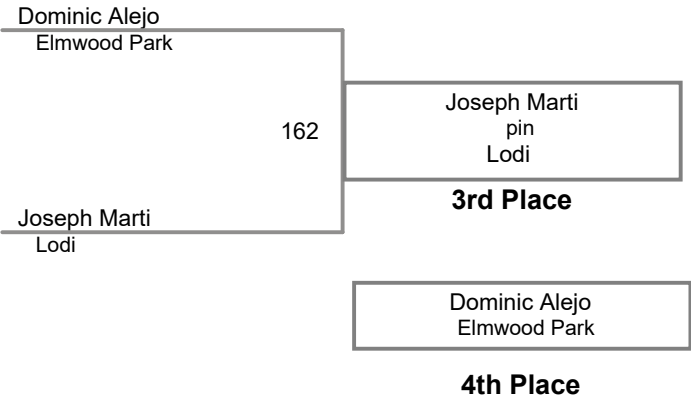 Dominic Alejo
Elmwood Park
162
Joseph Marti
pin
Lodi
3rd Place
Joseph Marti
Lodi
Dominic Alejo
Elmwood Park
4th Place